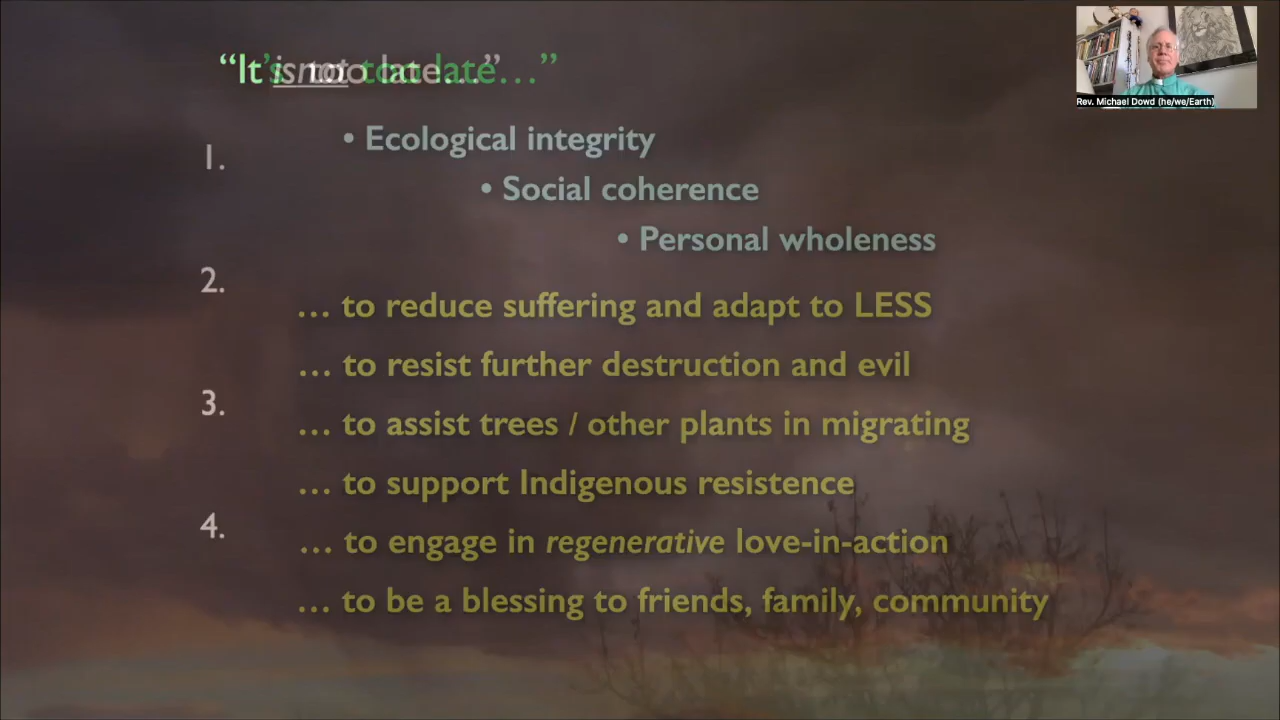 • Ecological integrity
1.
• Social coherence
• Personal wholeness
2.
… to reduce suffering and adapt to LESS
… to resist further destruction and evil
3.
… to assist trees / other plants in migrating
… to support Indigenous resistence
4.
… to engage in regenerative love-in-action
… to be a blessing to friends, family, community
Rev. Michael Dowd (he/we/Earth)